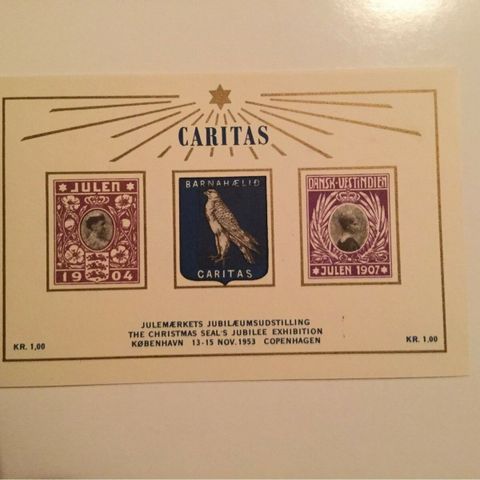 CARITAS
JULEN
1904
BARNAHÆLIÐ
CARITAS
DANSK-VESTINDIEN
JULEN 1907
JULEMÆRKETS JUBILÆUMSUDSTILLING
THE CHRISTMAS SEAL'S JUBILEE EXHIBITION
KØBENHAVN 13-15 NOV. 1953 COPENHAGEN
KR. 1,00
KR. 1,00